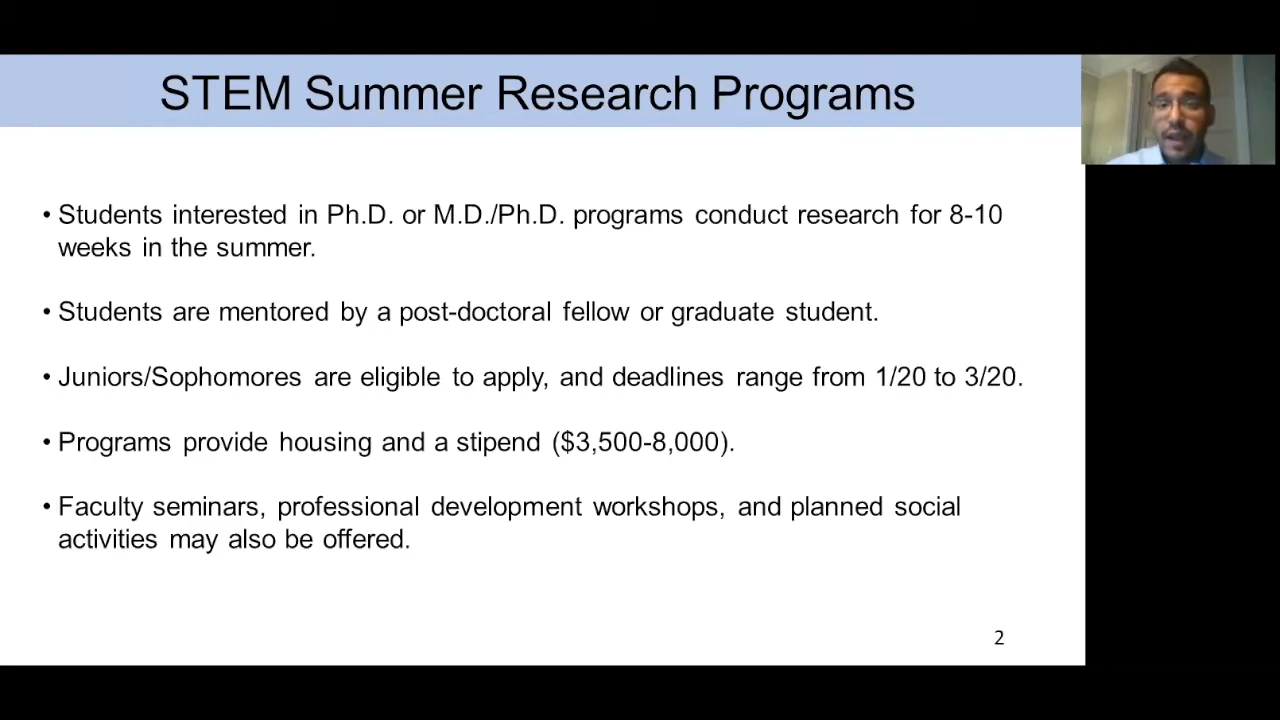 STEM Summer Research Programs
• Students interested in Ph.D. or M.D./Ph.D. programs conduct research for 8-10
weeks in the summer.
• Students are mentored by a post-doctoral fellow or graduate student.
• Juniors/Sophomores are eligible to apply, and deadlines range from 1/20 to 3/20.
• Programs provide housing and a stipend ($3,500-8,000).
• Faculty seminars, professional development workshops, and planned social
activities may also be offered.
2